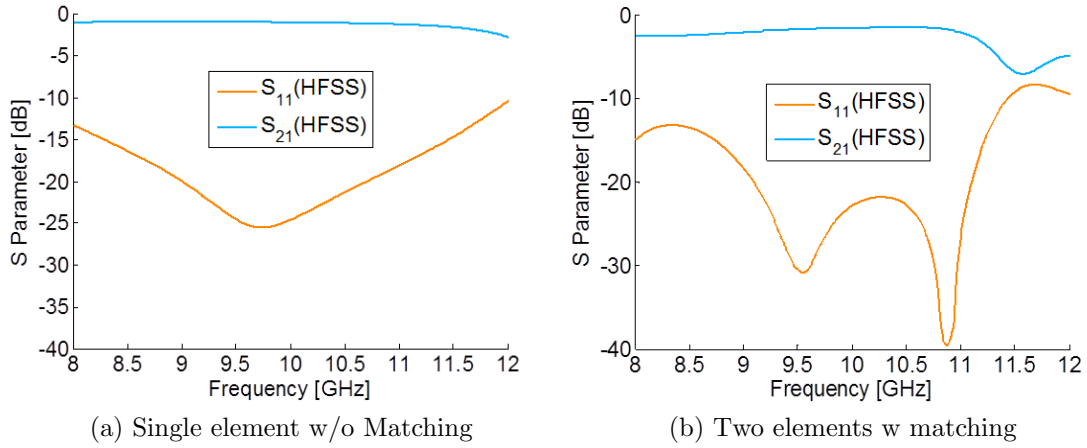 0
-5
-10
-15
-20
-25
-30
-35
-40
S Parameter [dB]
S11(HFSS)
S21(HFSS)
8 8.5 9 9.5 10 10.5 11 11.5 12
Frequency [GHz]
(a) Single element w/o Matching
0
-10
-20
-30
-40
S Parameter [dB]
S11(HFSS)
S21(HFSS)
8 8.5 9 9.5 10 10.5 11 11.5 12
Frequency [GHz]
(b) Two elements w matching